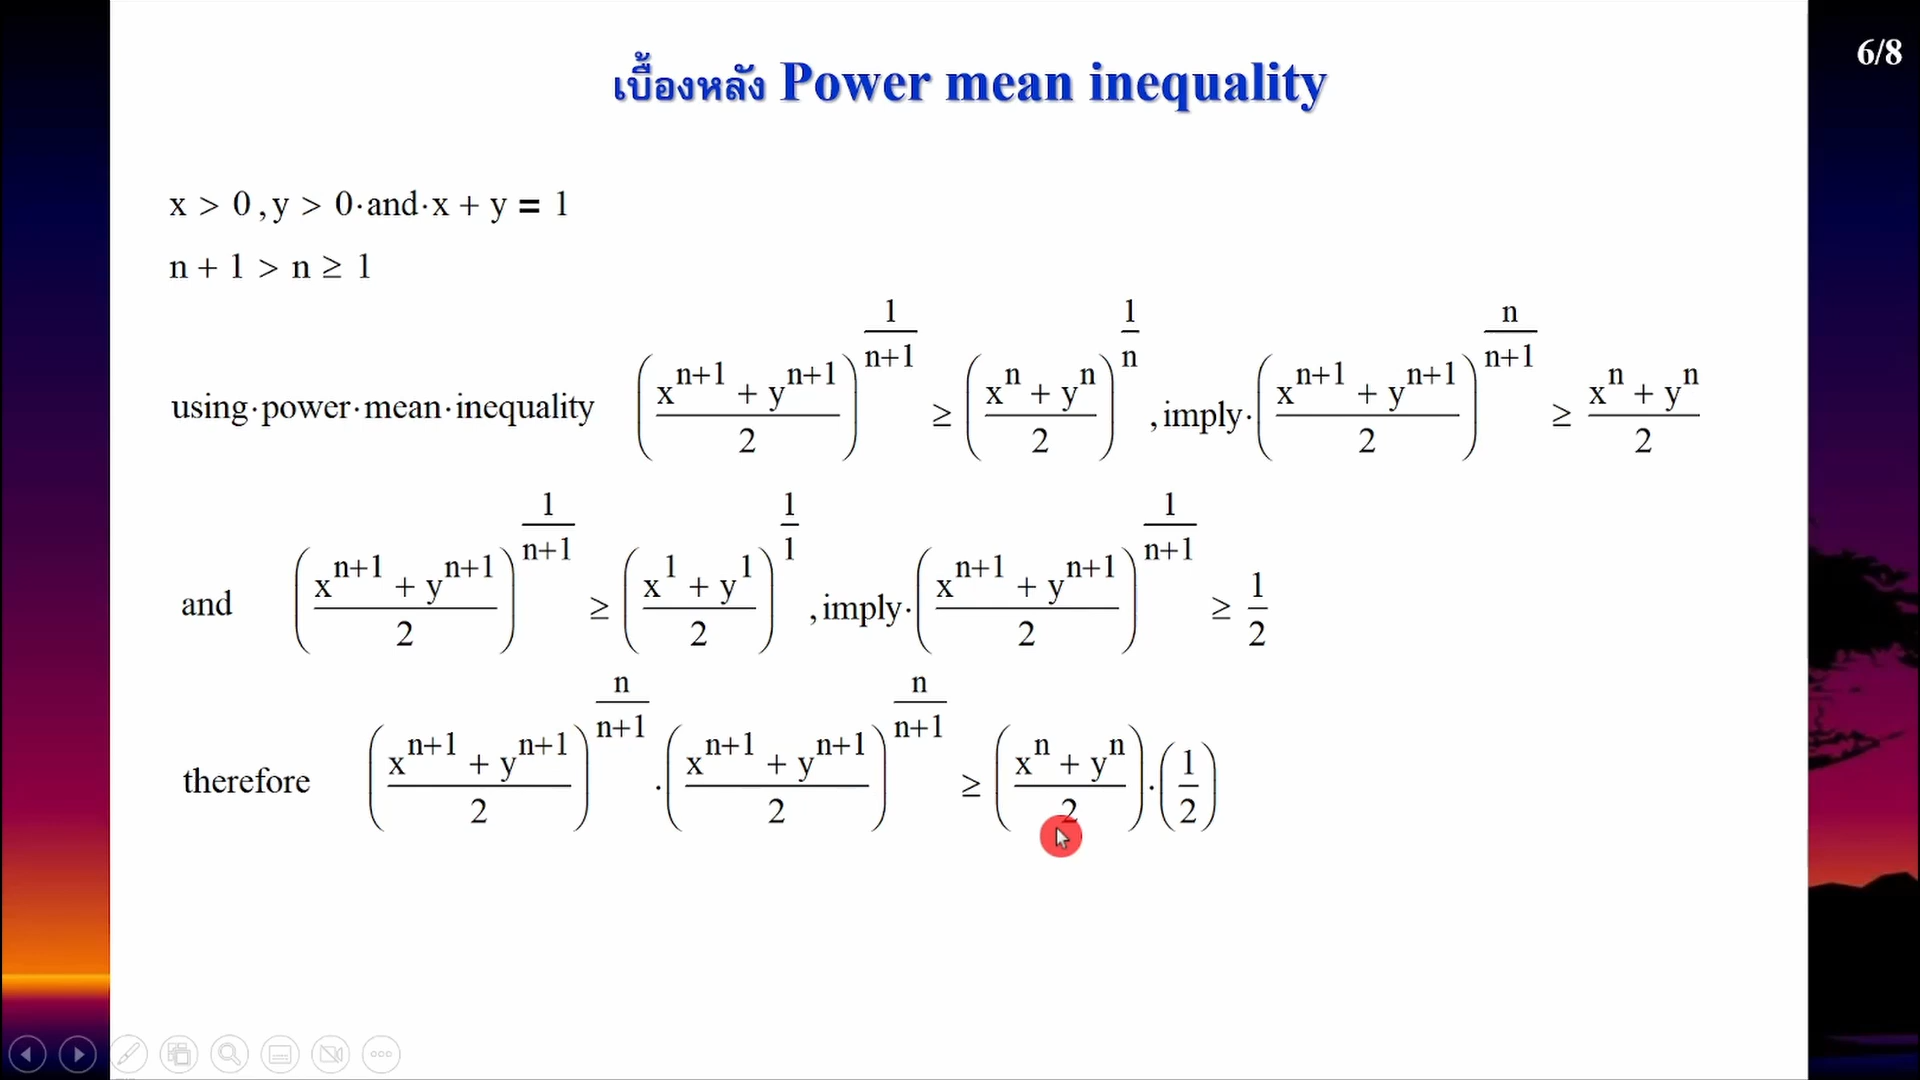 6/8
เบื้องหลัง Power mean inequality
x > 0 , y > 0·and·x + y = 1
n + 1 > n ≥ 1
using·power·mean·inequality ((x^(n+1) + y^(n+1))/2)^(1/(n+1)) ≥ ((x^n + y^n)/2)^(1/n) , imply·((x^(n+1) + y^(n+1))/2)^(n/(n+1)) ≥ (x^n + y^n)/2
and ((x^(n+1) + y^(n+1))/2)^(1/(n+1)) ≥ ((x^1 + y^1)/2)^(1/1) , imply·((x^(n+1) + y^(n+1))/2)^(1/(n+1)) ≥ 1/2
therefore ((x^(n+1) + y^(n+1))/2)^(n/(n+1)) · ((x^(n+1) + y^(n+1))/2)^(n/(n+1)) ≥ ((x^n + y^n)/2)·(1/2)